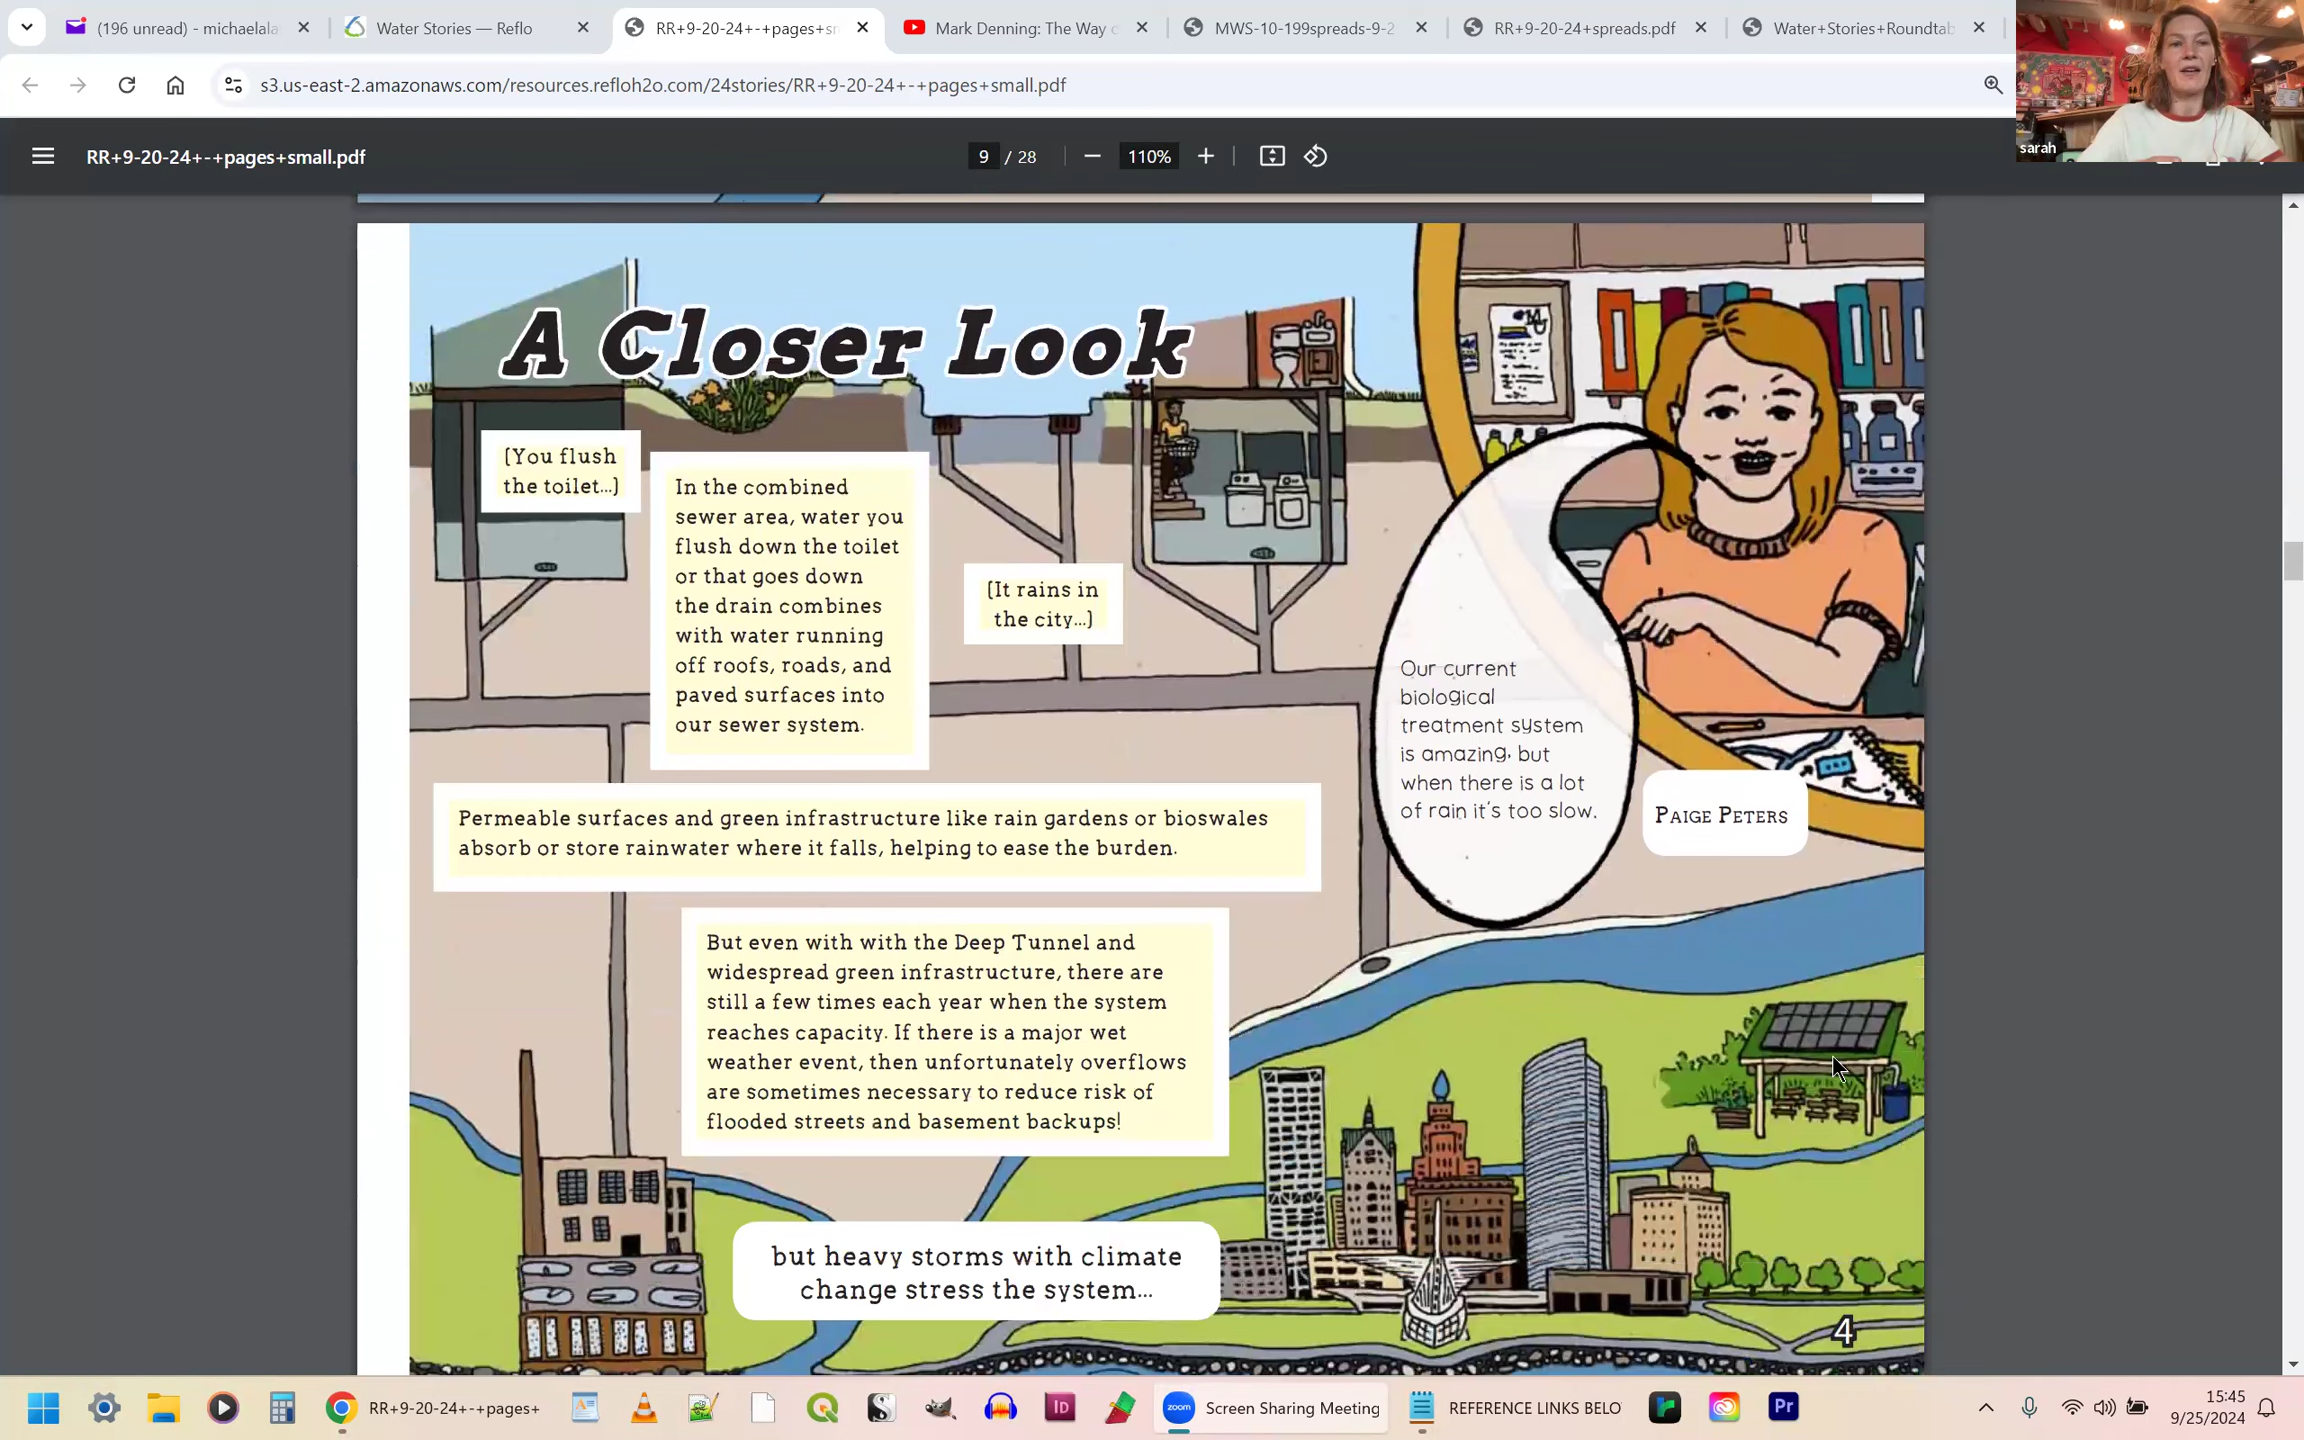 (196 unread) - michaelala
Water Stories — Reflo
RR+9-20-24+-+pages+sm
Mark Denning: The Way o
MWS-10-199spreads-9-2
RR+9-20-24+spreads.pdf
Water+Stories+Roundtab
s3.us-east-2.amazonaws.com/resources.refloh2o.com/24stories/RR+9-20-24+-+pages+small.pdf
sarah
RR+9-20-24+-+pages+small.pdf
9 / 28
110%
A Closer Look
(You flush
the toilet...)
In the combined
sewer area, water you
flush down the toilet
or that goes down
the drain combines
with water running
off roofs, roads, and
paved surfaces into
our sewer system.
(It rains in
the city...)
Our current
biological
treatment system
is amazing, but
when there is a lot
of rain it's too slow.
PAIGE PETERS
Permeable surfaces and green infrastructure like rain gardens or bioswales
absorb or store rainwater where it falls, helping to ease the burden.
But even with with the Deep Tunnel and
widespread green infrastructure, there are
still a few times each year when the system
reaches capacity. If there is a major wet
weather event, then unfortunately overflows
are sometimes necessary to reduce risk of
flooded streets and basement backups!
but heavy storms with climate
change stress the system...
4
RR+9-20-24+-+pages+
S
Id
zoom
Screen Sharing Meeting
REFERENCE LINKS BELO
Pr
15:45
9/25/2024